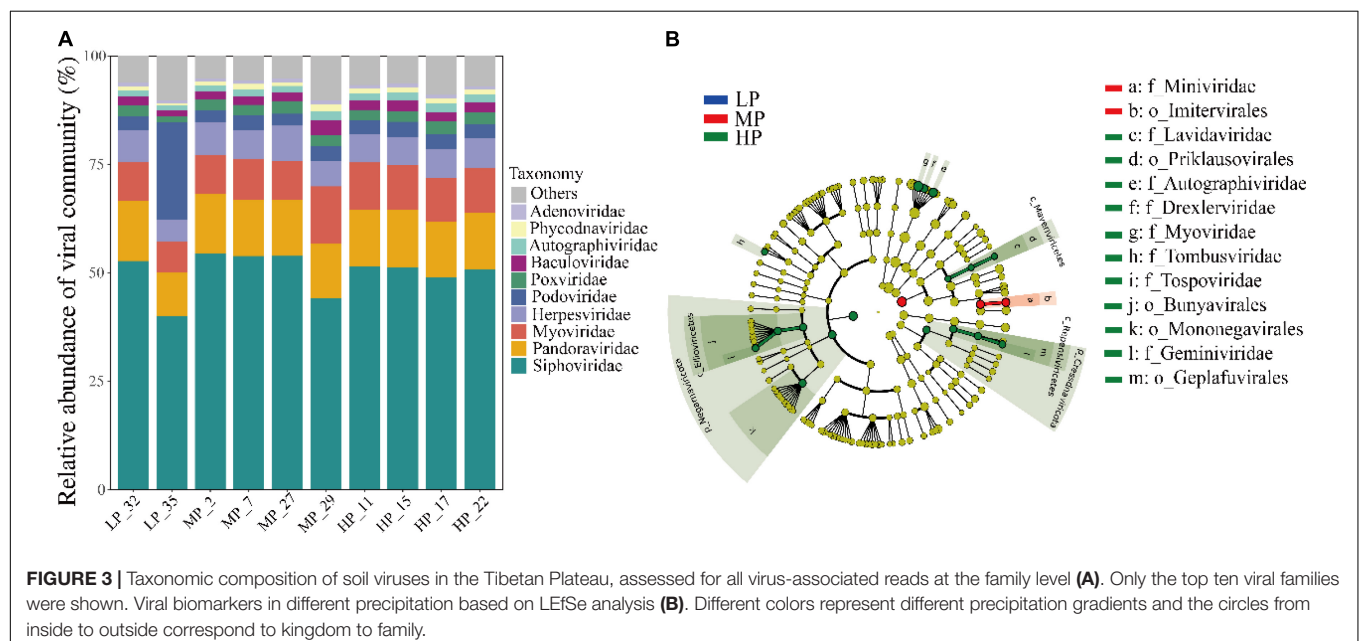 A
B
Relative abundance of viral community (%)
100
75
50
25
0
LP_32
LP_35
MP_2
MP_7
MP_27
MP_29
HP_11
HP_15
HP_17
HP_22
Taxonomy
Others
Adenoviridae
Phycodnaviridae
Autographiviridae
Baculoviridae
Poxviridae
Podoviridae
Herpesviridae
Myoviridae
Pandoraviridae
Siphoviridae
LP
MP
HP
g
f
e
c_Maveriviricetes
c
d
h
a
b
c_Repensiviricetes
p_Cressdnaviricota
m
l
c_Ellioviricetes
p_Negarnaviricota
j
i
k
a: f_Miniviridae
b: o_Imitervirales
c: f_Lavidaviridae
d: o_Priklausovirales
e: f_Autographiviridae
f: f_Drexlerviridae
g: f_Myoviridae
h: f_Tombusviridae
i: f_Tospoviridae
j: o_Bunyavirales
k: o_Mononegavirales
l: f_Geminiviridae
m: o_Geplafuvirales
FIGURE 3 | Taxonomic composition of soil viruses in the Tibetan Plateau, assessed for all virus-associated reads at the family level (A). Only the top ten viral families
were shown. Viral biomarkers in different precipitation based on LEfSe analysis (B). Different colors represent different precipitation gradients and the circles from
inside to outside correspond to kingdom to family.